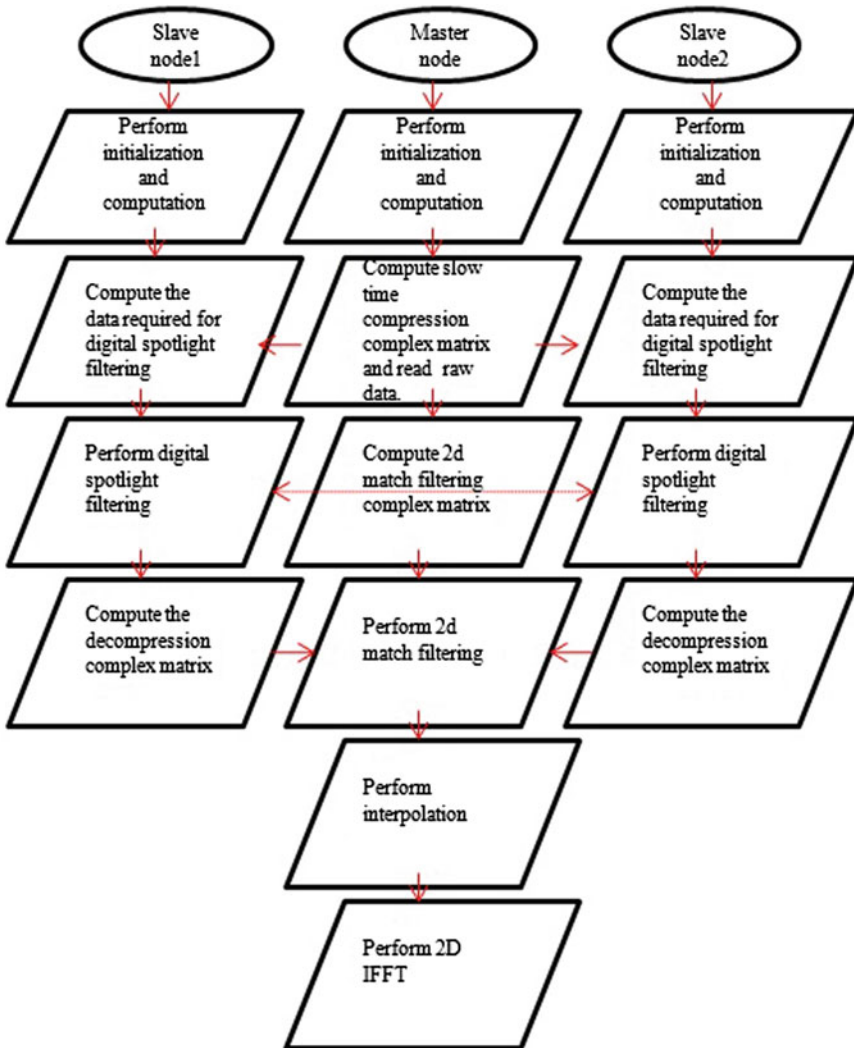 Slave
node1
Master
node
Slave
node2
Perform
initialization
and
computation
Perform
initialization
and
computation
Perform
initialization
and
computation
Compute the
data required for
digital spotlight
filtering
Compute slow
time
compression
complex matrix
and read raw
data.
Compute the
data required for
digital spotlight
filtering
Perform digital
spotlight
filtering
Compute 2d
match filtering
complex matrix
Perform digital
spotlight
filtering
Compute the
decompression
complex matrix
Perform 2d
match filtering
Compute the
decompression
complex matrix
Perform
interpolation
Perform 2D
IFFT